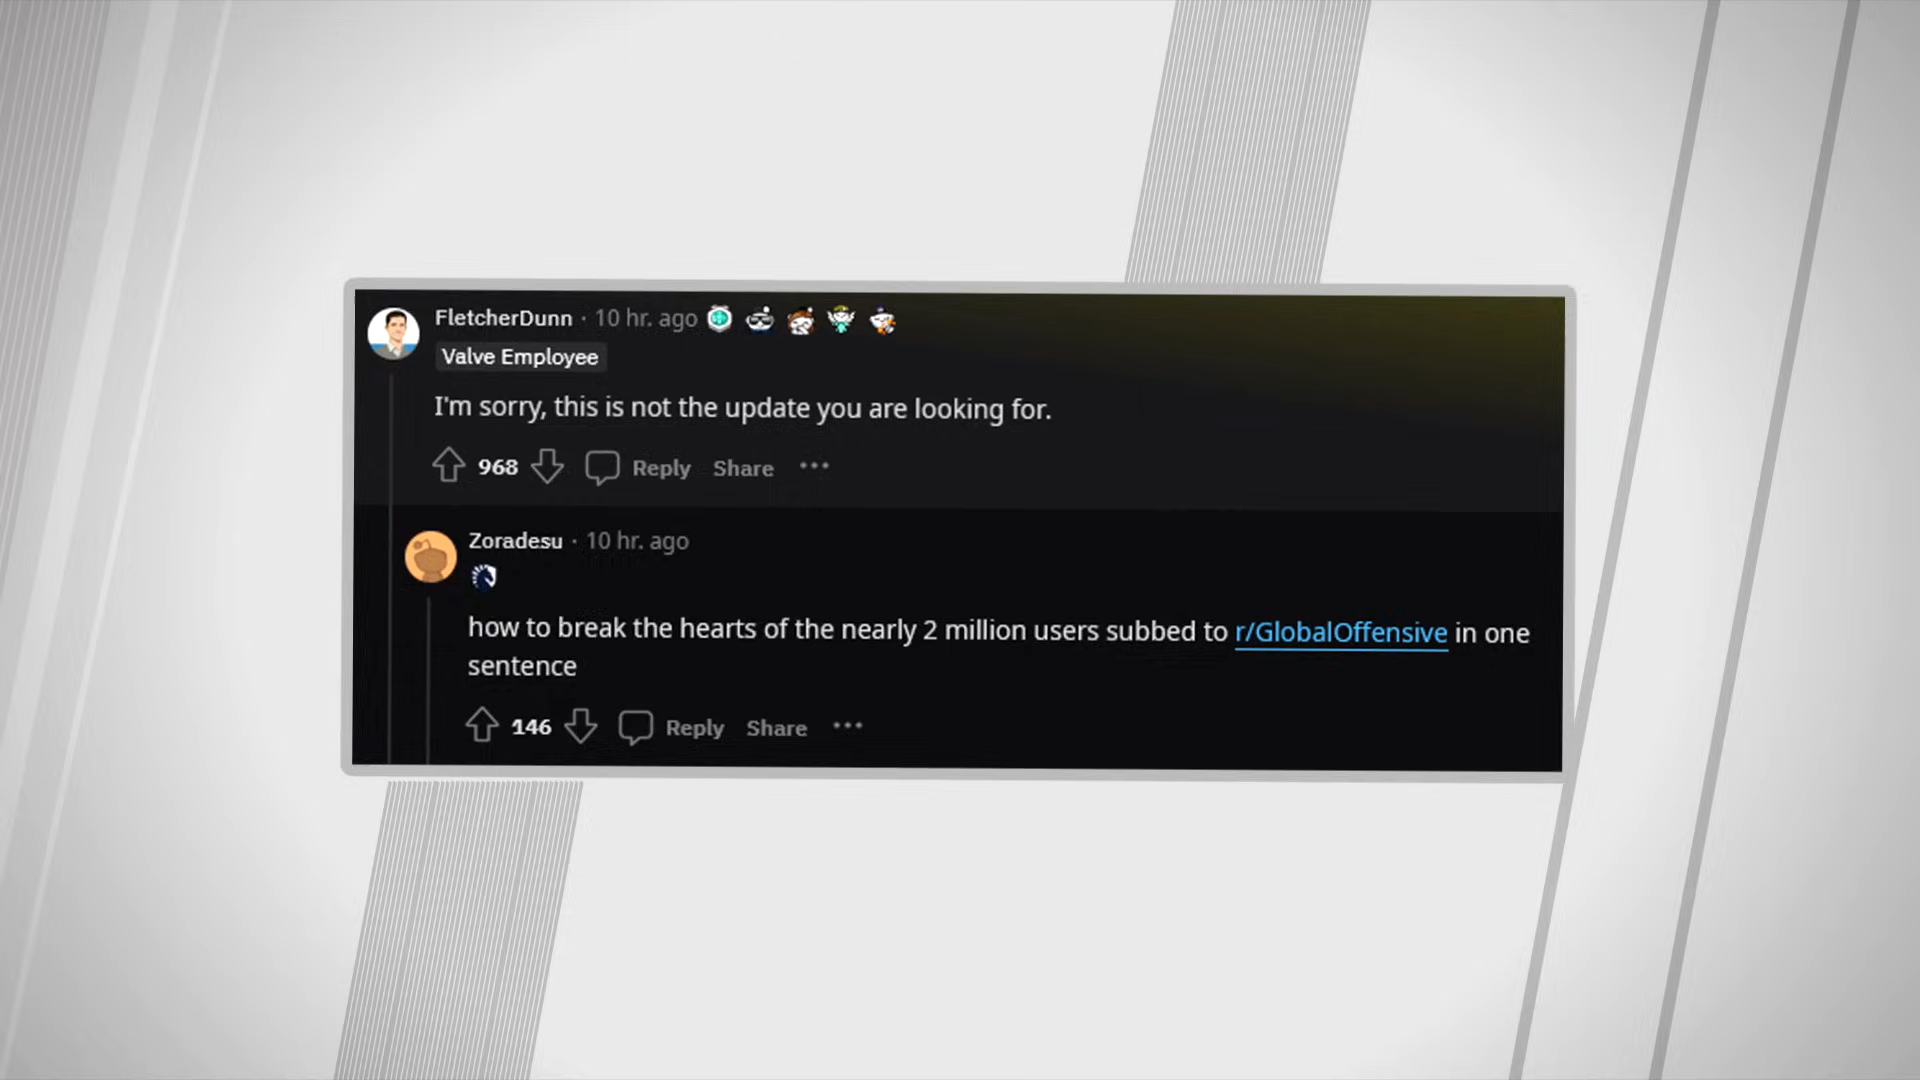 FletcherDunn · 10 hr. ago
Valve Employee
I'm sorry, this is not the update you are looking for.
968 Reply Share ···
Zoradesu · 10 hr. ago
how to break the hearts of the nearly 2 million users subbed to r/GlobalOffensive in one
sentence
146 Reply Share ···